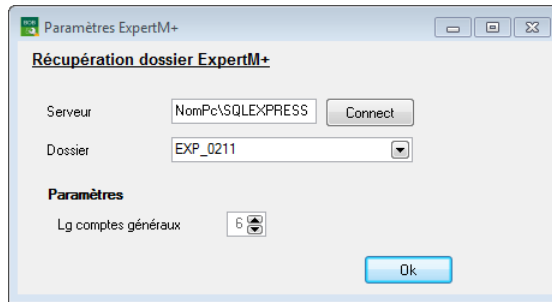 Paramètres ExpertM+
Récupération dossier ExpertM+
Serveur NomPc\SQLEXPRESS Connect
Dossier EXP_0211
Paramètres
Lg comptes généraux 6
Ok